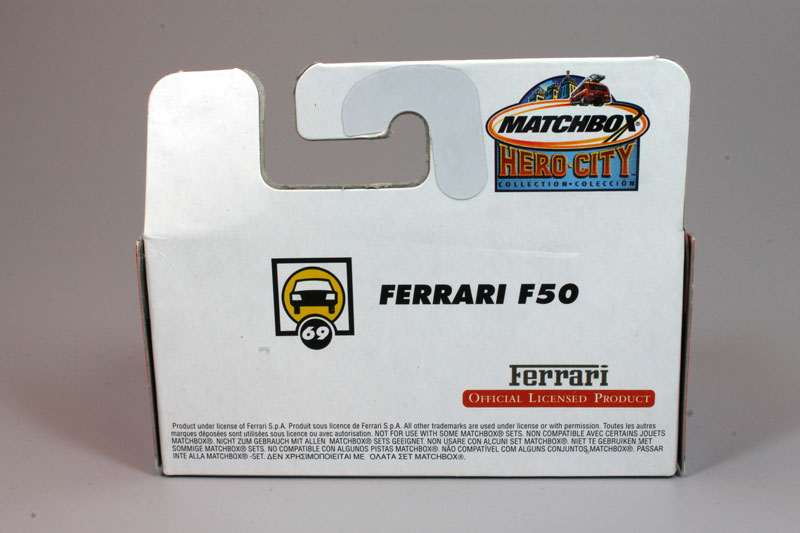 MATCHBOX®
HERO-CITY
COLLECTION • COLECCIÓN
FERRARI F50
69
Ferrari
OFFICIAL LICENSED PRODUCT
Product under license of Ferrari S.p.A. Produit sous licence de Ferrari S.p.A. All other trademarks are used under license or with permission. Toutes les autres
marques déposées sont utilisées sous licence ou avec autorisation. NOT FOR USE WITH SOME MATCHBOX® SETS. NON COMPATIBLE AVEC CERTAINS JOUETS
MATCHBOX®. NICHT ZUM GEBRAUCH MIT ALLEN MATCHBOX® SETS GEEIGNET. NON USARE CON ALCUNI SET MATCHBOX®. NIET TE GEBRUIKEN MET
SOMMIGE MATCHBOX® SETS. NO COMPATIBLE CON ALGUNOS PISTAS MATCHBOX®. NÃO COMPATÍVEL COM ALGUNS CONJUNTOS MATCHBOX®. PASSAR
INTE ALLA MATCHBOX® -SET. ΔΕΝ ΧΡΗΣΙΜΟΠΟΙΕΙΤΑΙ ΜΕ ΟΛΑΤΑ ΣΕΤ MATCHBOX®.